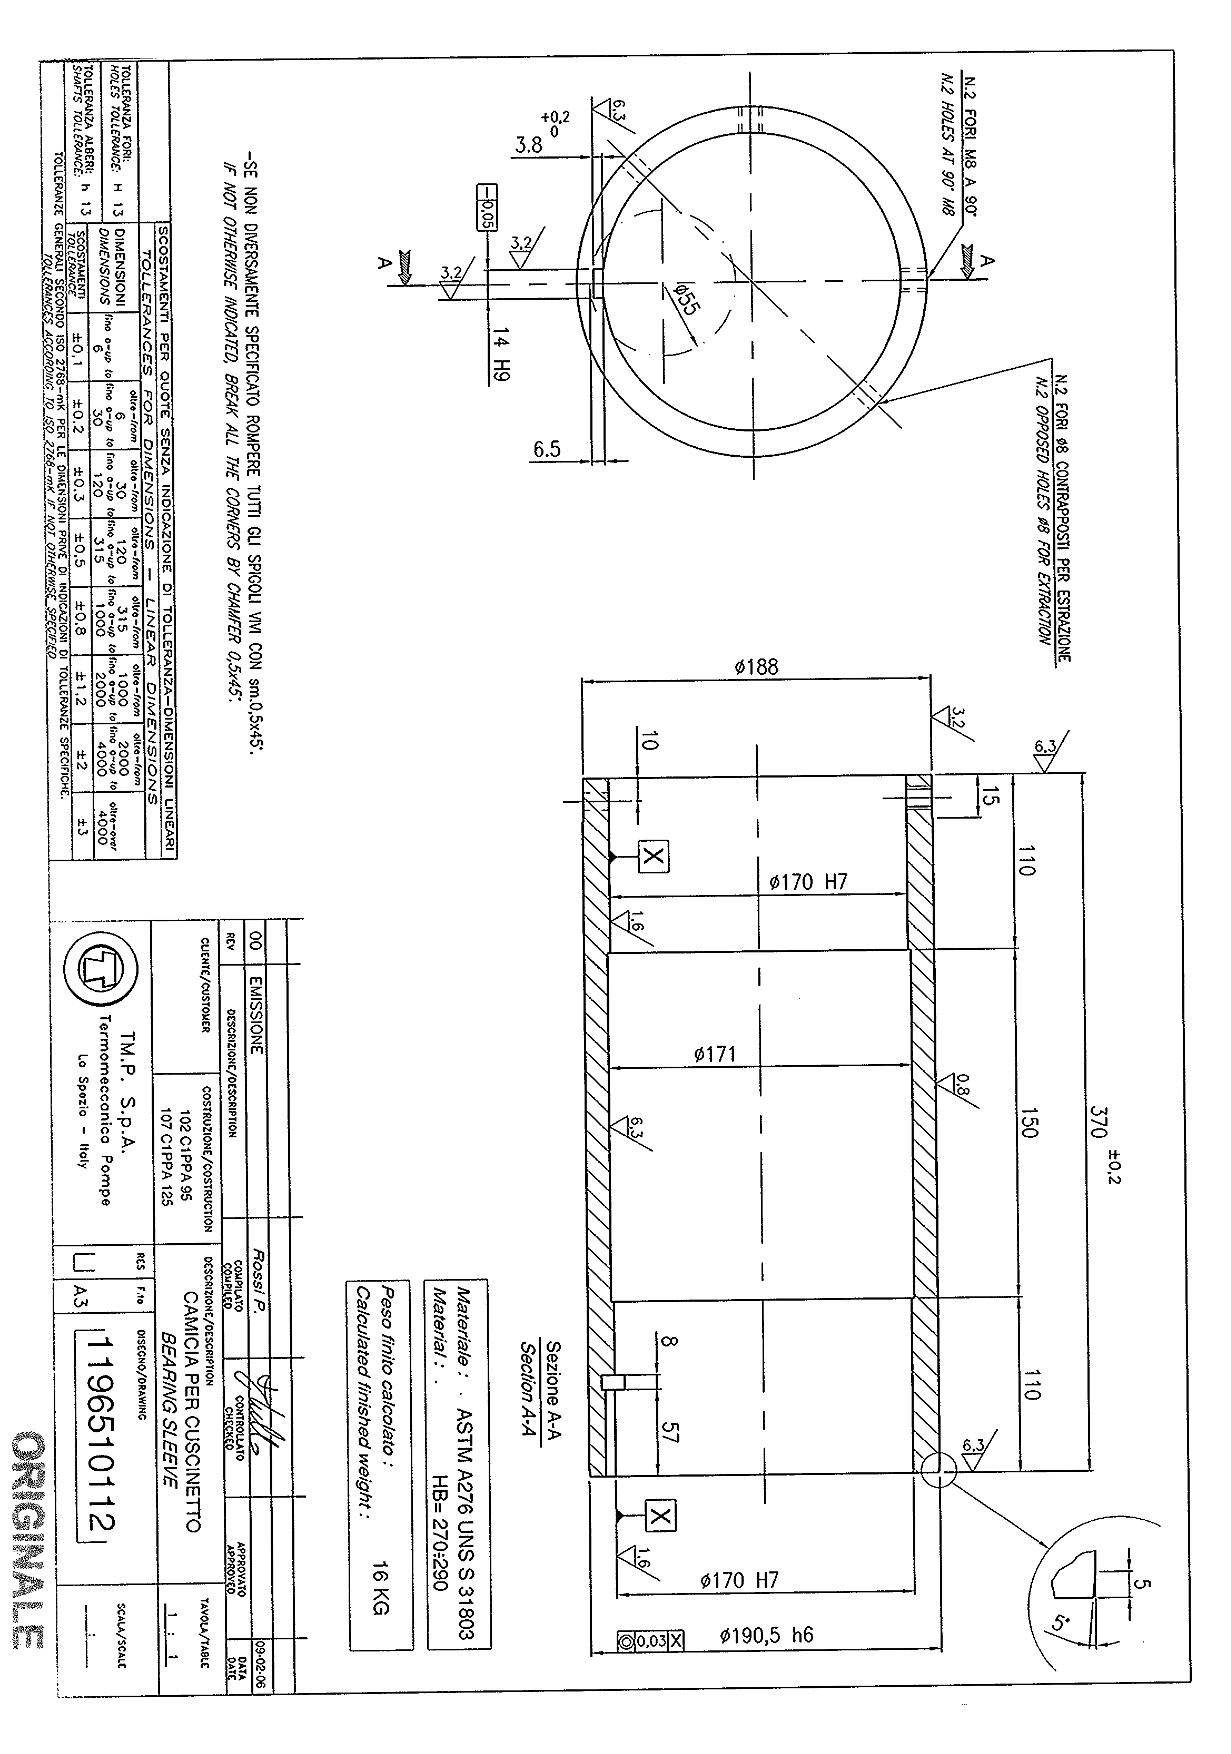 N.2 FORI M8 A 90°
N.2 HOLES AT 90° M8
N.2 FORI ø8 CONTRAPPOSTI PER ESTRAZIONE
N.2 OPPOSED HOLES ø8 FOR EXTRACTION
A
A
6.3
+0,2
0
3.8
0,05
3.2
3.2
14 H9
6.5
ø55
-SE NON DIVERSAMENTE SPECIFICATO ROMPERE TUTTI GLI SPIGOLI VIVI CON sm.0,5x45°.
IF NOT OTHERWISE INDICATED, BREAK ALL THE CORNERS BY CHAMFER 0,5x45°.
ø188
3.2
6.3
10
15
X
ø170 H7
1.6
110
ø171
6.3
0.8
150
370 ±0,2
110
8
57
6.3
X
1.6
ø170 H7
ø190,5 h6
0,03 X
5
5°
Sezione A-A
Section A-A
Materiale : . ASTM A276 UNS S 31803
Material : . HB= 270÷290
Peso finito calcolato :
Calculated finished weight : 16 KG
SCOSTAMENTI PER QUOTE SENZA INDICAZIONE DI TOLLERANZA-DIMENSIONI LINEARI
TOLLERANCES FOR DIMENSIONS - LINEAR DIMENSIONS
TOLLERANZA FORI:
HOLES TOLLERANCE: H 13
TOLLERANZA ALBERI:
SHAFTS TOLLERANCE: h 13
DIMENSIONI
DIMENSIONS
fino a-up to 6
oltre-from 6 fino a-up to 30
oltre-from 30 fino a-up to 120
oltre-from 120 fino a-up to 315
oltre-from 315 fino a-up to 1000
oltre-from 1000 fino a-up to 2000
oltre-from 2000 fino a-up to 4000
oltre-over 4000
SCOSTAMENTI
TOLLERANCE
±0,1 ±0.2 ±0,3 ±0,5 ±0,8 ±1,2 ±2 ±3
TOLLERANZE GENERALI SECONDO ISO 2768-mK PER LE DIMENSIONI PRIVE DI INDICAZIONI DI TOLLERANZE SPECIFICHE.
TOLLERANCES ACCORDING TO ISO 2768-mK IF NOT OTHERWISE SPECIFIED
00 EMISSIONE Rossi P. 09-02-06
REV DESCRIZIONE/DESCRIPTION COMPILATO COMPILED CONTROLLATO CHECKED APPROVATO APPROVED DATA DATE
CLIENTE/CUSTOMER
COSTRUZIONE/COSTRUCTION
102 C1PPA 95
107 C1PPA 125
DESCRIZIONE/DESCRIPTION
CAMICIA PER CUSCINETTO
BEARING SLEEVE
TAVOLA/TABLE
1 : 1
T.M.P. S.p.A.
Termomeccanica Pompe
La Spezia - Italy
RES
U
F.to
A3
DISEGNO/DRAWING
1196510112
SCALA/SCALE
:
ORIGINALE